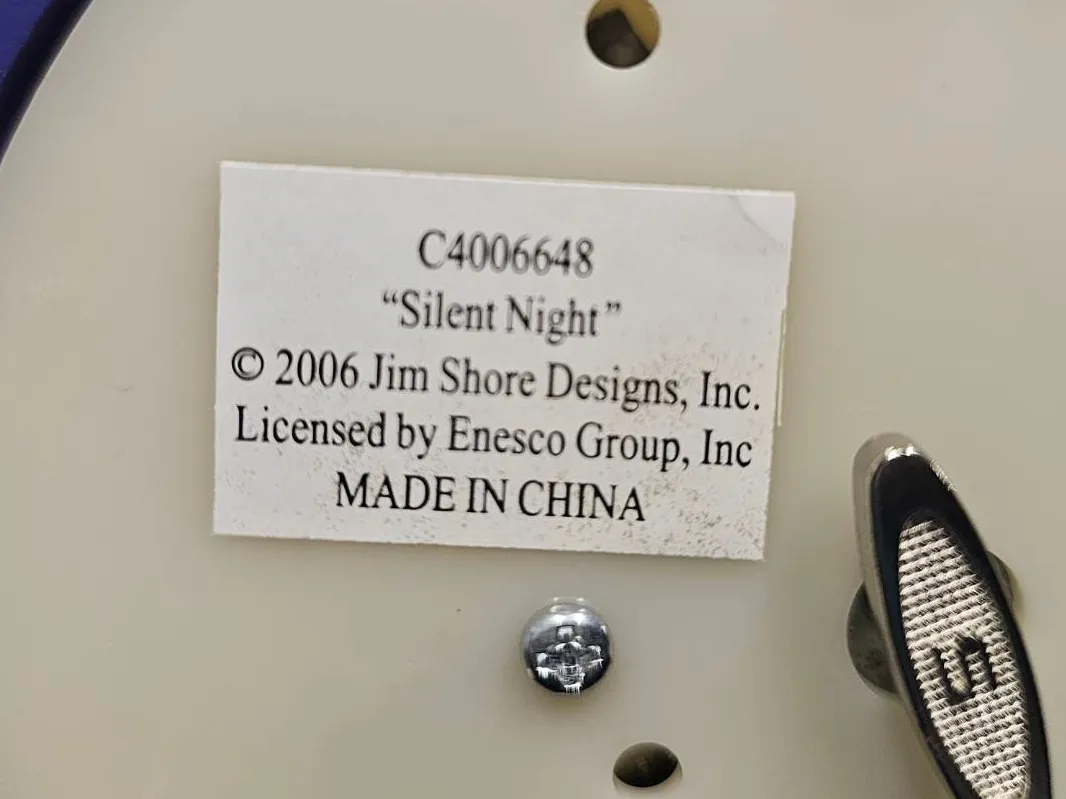 C4006648
“Silent Night”
© 2006 Jim Shore Designs, Inc.
Licensed by Enesco Group, Inc
MADE IN CHINA